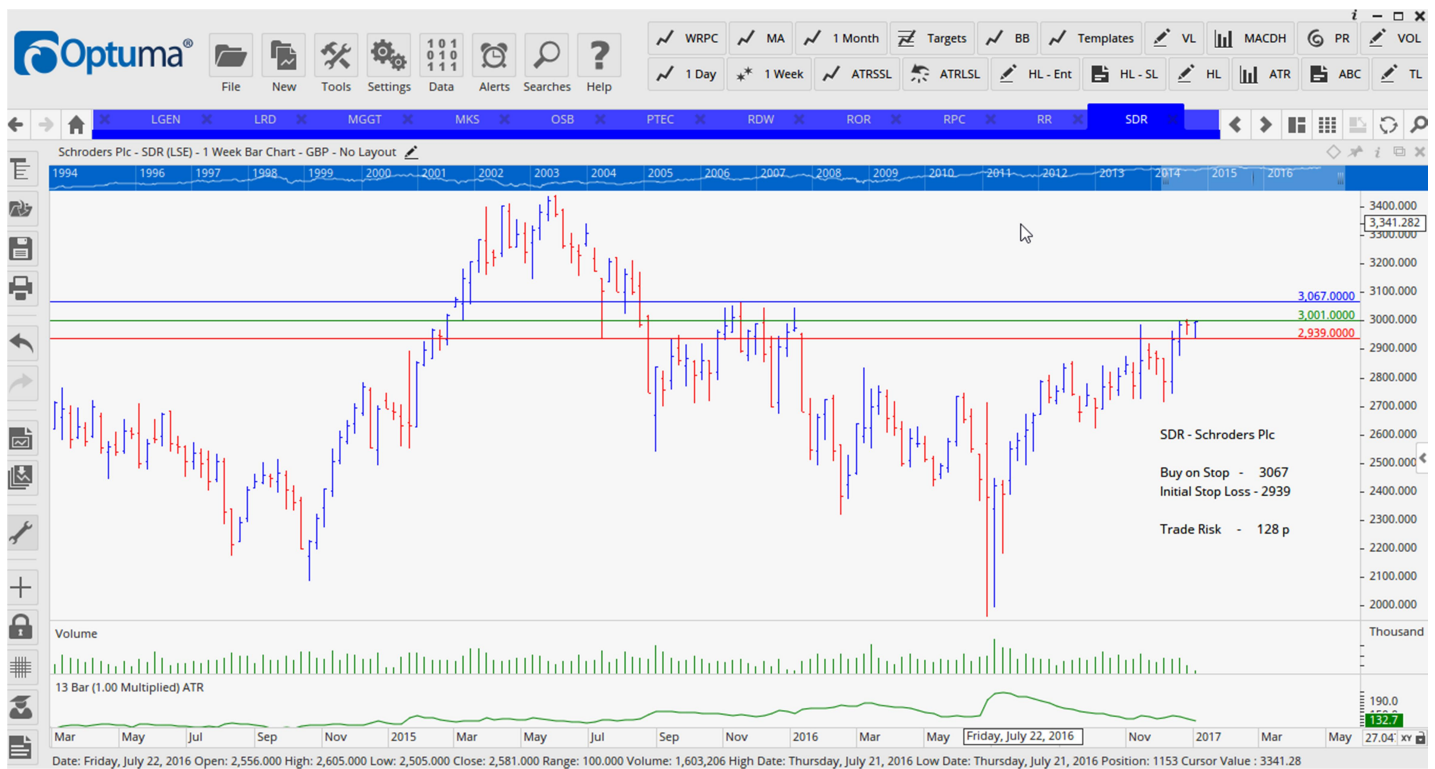 i
Optuma®
File New Tools Settings Data Alerts Searches Help
WRPC MA 1 Month Targets BB Templates VL MACDH PR VOL
1 Day 1 Week ATRSSL ATRLSL HL - Ent HL - SL HL ATR ABC TL
LGEN LRD MGGT MKS OSB PTEC RDW ROR RPC RR SDR
Schroders Plc - SDR (LSE) - 1 Week Bar Chart - GBP - No Layout
1994 1996 1997 1998 1999 2000 2001 2002 2003 2004 2005 2006 2007 2008 2009 2010 2011 2012 2013 2014 2015 2016
3400.000
3,341.282
3300.000
3200.000
3100.000
3,067.0000
3,001.0000
3000.000
2,939.0000
2900.000
2800.000
2700.000
2600.000
SDR - Schroders Plc
2500.000
Buy on Stop - 3067
Initial Stop Loss - 2939
2400.000
Trade Risk - 128 p
2300.000
2200.000
2100.000
2000.000
Volume
Thousand
13 Bar (1.00 Multiplied) ATR
190.0
132.7
Mar May Jul Sep Nov 2015 Mar May Jul Sep Nov 2016 Mar May Friday, July 22, 2016 Nov 2017 Mar May 27.04 XY
Date: Friday, July 22, 2016 Open: 2,556.000 High: 2,605.000 Low: 2,505.000 Close: 2,581.000 Range: 100.000 Volume: 1,603,206 High Date: Thursday, July 21, 2016 Low Date: Thursday, July 21, 2016 Position: 1153 Cursor Value : 3341.28